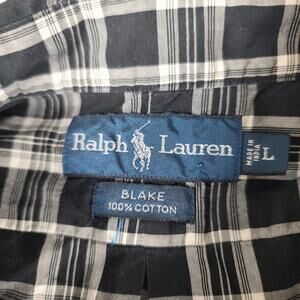 Ralph Lauren
L
MADE IN
INDIA
BLAKE
100% COTTON